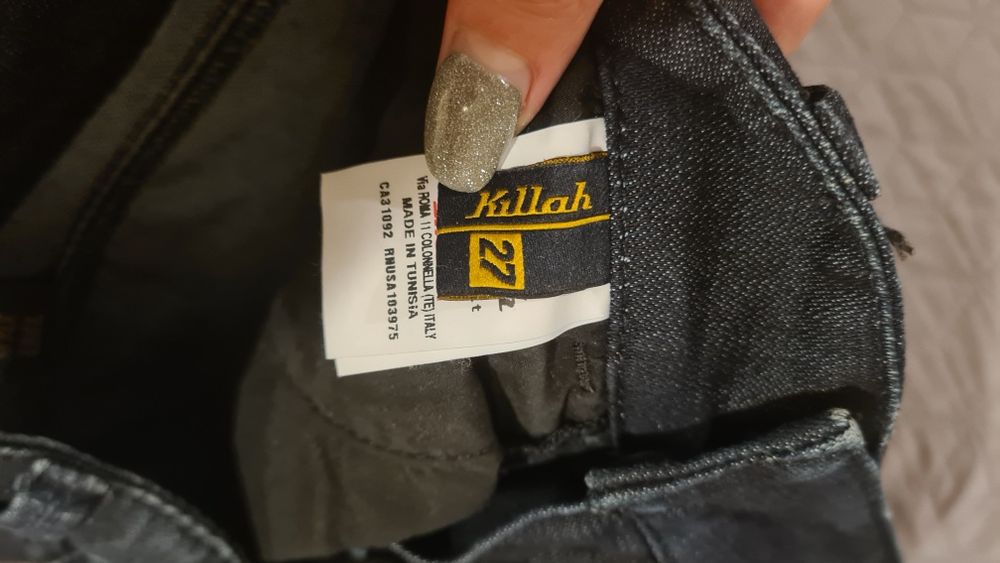 Killah
27
Via ROMA 11 COLONNELLA (TE) ITALY
MADE IN TUNISIA
CA31092 RNUSA103975